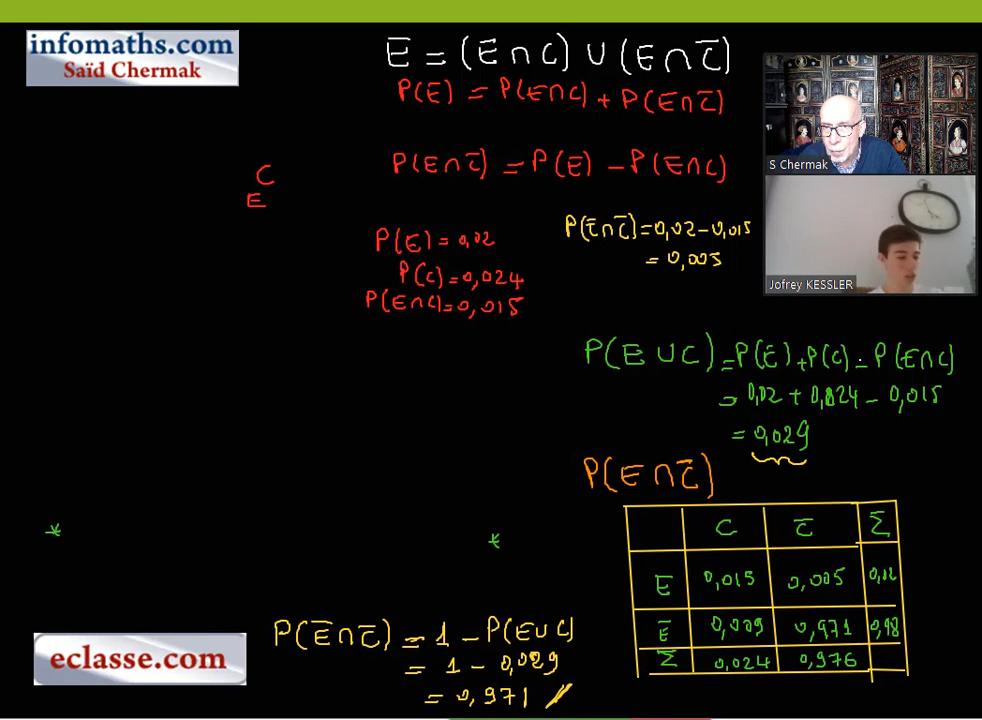 infomaths.com
Saïd Chermak
E = (E ∩ C) ∪ (E ∩ C̄)
P(E) = P(E∩C) + P(E∩C̄)
P(E∩C̄) = P(E) - P(E∩C)
S Chermak
C
E
P(E) = 0,02
P(C) = 0,024
P(E∩C) = 0,015
P(E∩C̄) = 0,02 - 0,015
= 0,005
Jofrey KESSLER
P(E ∪ C) = P(E) + P(C) - P(E∩C)
= 0,02 + 0,024 - 0,015
= 0,029
P(E ∩ C̄)
C C̄ Σ
E 0,015 0,005 0,02
Ē 0,009 0,971 0,98
Σ 0,024 0,976
P(Ē∩C̄) = 1 - P(E∪C)
= 1 - 0,029
= 0,971
eclasse.com